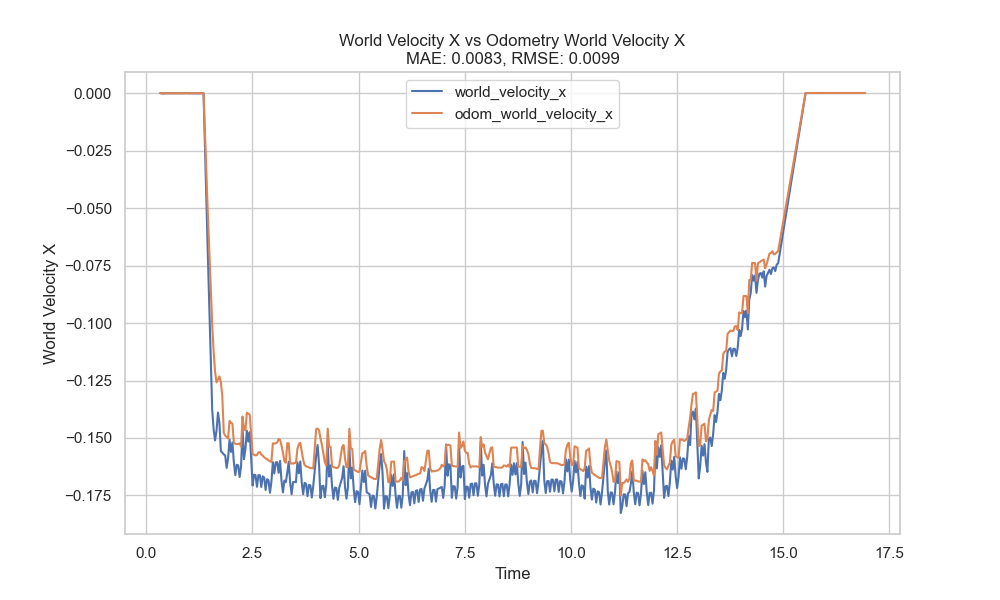 World Velocity X vs Odometry World Velocity X
MAE: 0.0083, RMSE: 0.0099
world_velocity_x
odom_world_velocity_x
0.000
−0.025
−0.050
−0.075
−0.100
−0.125
−0.150
−0.175
World Velocity X
0.0 2.5 5.0 7.5 10.0 12.5 15.0 17.5
Time